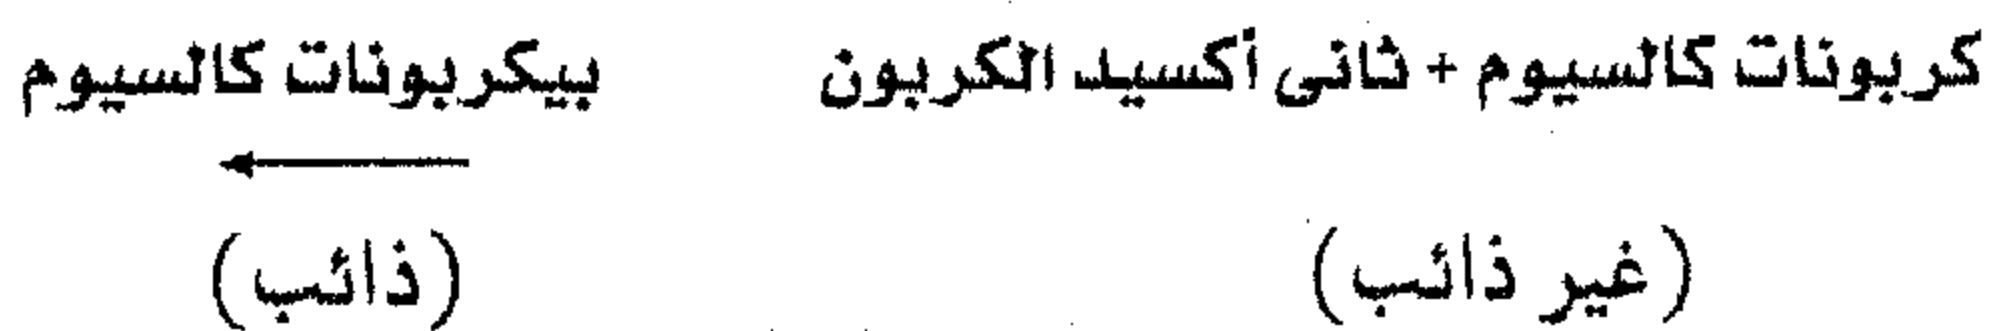 كربونات كالسيوم + ثانى أكسيد الكربون بيكربونات كالسيوم
(غير ذائب) (ذائب)